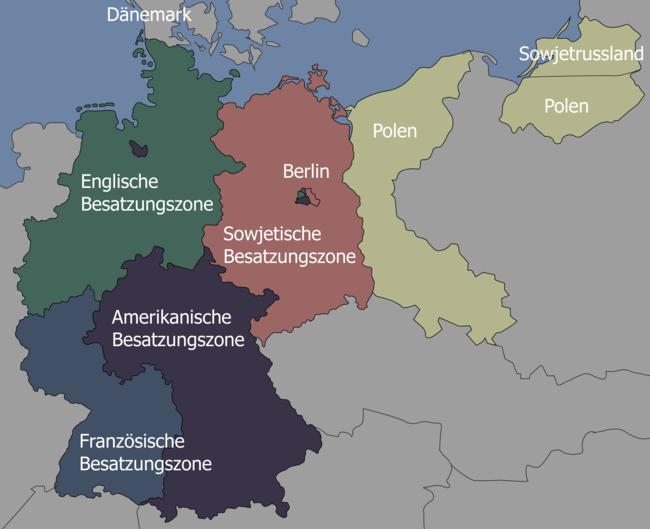 Dänemark
Sowjetrussland
Polen
Polen
Berlin
Englische
Besatzungszone
Sowjetische
Besatzungszone
Amerikanische
Besatzungszone
Französische
Besatzungszone